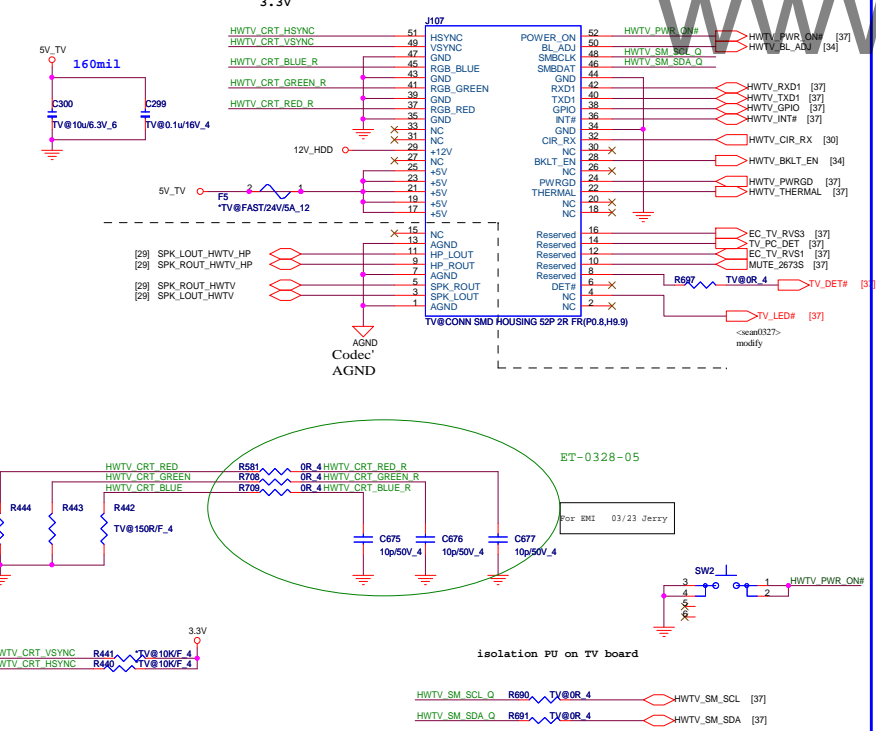 3.3V
www
J107
5V_TV
160mil
C300
TV@10u/6.3V_6
C299
TV@0.1u/16V_4
HWTV_CRT_HSYNC 51 HSYNC POWER_ON 52 HWTV_PWR_ON# HWTV_PWR_ON# [37]
HWTV_CRT_VSYNC 49 VSYNC BL_ADJ 50 HWTV_BL_ADJ [34]
47 GND SMBCLK 48 HWTV_SM_SCL_Q
HWTV_CRT_BLUE_R 45 RGB_BLUE SMBDAT 46 HWTV_SM_SDA_Q
43 GND GND 44
HWTV_CRT_GREEN_R 41 RGB_GREEN RXD1 42 HWTV_RXD1 [37]
39 GND TXD1 40 HWTV_TXD1 [37]
HWTV_CRT_RED_R 37 RGB_RED GPIO 38 HWTV_GPIO [37]
35 GND INT# 36 HWTV_INT# [37]
33 NC GND 34
31 NC CIR_RX 32 HWTV_CIR_RX [30]
12V_HDD 29 +12V NC 30
27 NC BKLT_EN 28 HWTV_BKLT_EN [34]
25 +5V NC 26
23 +5V PWRGD 24 HWTV_PWRGD [37]
5V_TV 2 1 21 +5V THERMAL 22 HWTV_THERMAL [37]
F5
*TV@FAST/24V/5A_12
19 +5V NC 20
17 +5V NC 18
15 NC Reserved 16 EC_TV_RVS3 [37]
13 AGND Reserved 14 TV_PC_DET [37]
[29] SPK_LOUT_HWTV_HP 11 HP_LOUT Reserved 12 EC_TV_RVS1 [37]
[29] SPK_ROUT_HWTV_HP 9 HP_ROUT Reserved 10 MUTE_2673S [37]
7 AGND Reserved 8 R697 TV@0R_4 TV_DET# [37]
[29] SPK_ROUT_HWTV 5 SPK_ROUT DET# 6
[29] SPK_LOUT_HWTV 3 SPK_LOUT NC 4 TV_LED# [37]
1 AGND NC 2
TV@CONN SMD HOUSING 52P 2R FR(P0.8,H9.9)
<sean0327>
modify
AGND
Codec'
AGND
ET-0328-05
HWTV_CRT_RED R581 0R_4 HWTV_CRT_RED_R
HWTV_CRT_GREEN R708 0R_4 HWTV_CRT_GREEN_R
HWTV_CRT_BLUE R709 0R_4 HWTV_CRT_BLUE_R
R444 R443 R442
TV@150R/F_4
C675
10p/50V_4
C676
10p/50V_4
C677
10p/50V_4
For EMI 03/23 Jerry
SW2
3 1 HWTV_PWR_ON#
4 2
5
6
3.3V
WTV_CRT_VSYNC R441 *TV@10K/F_4
WTV_CRT_HSYNC R440 *TV@10K/F_4
isolation PU on TV board
HWTV_SM_SCL_Q R690 TV@0R_4 HWTV_SM_SCL [37]
HWTV_SM_SDA_Q R691 TV@0R_4 HWTV_SM_SDA [37]